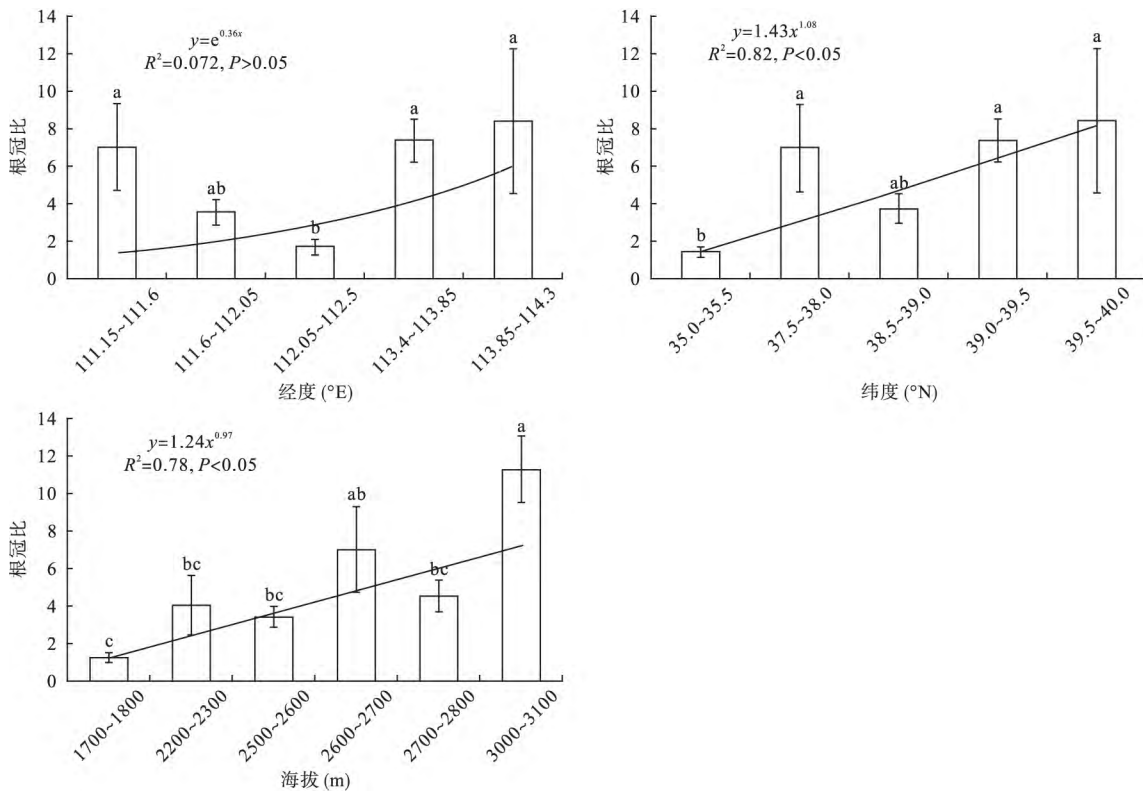 14
12
10
8
6
4
2
0
根冠比
y=e^0.36x
R²=0.072, P>0.05
a
ab
b
a
a
111.15~111.6
111.6~112.05
112.05~112.5
113.4~113.85
113.85~114.3
经度 (°E)
14
12
10
8
6
4
2
0
根冠比
y=1.43x^1.08
R²=0.82, P<0.05
b
a
ab
a
a
35.0~35.5
37.5~38.0
38.5~39.0
39.0~39.5
39.5~40.0
纬度 (°N)
14
12
10
8
6
4
2
0
根冠比
y=1.24x^0.97
R²=0.78, P<0.05
c
bc
bc
ab
bc
a
1700~1800
2200~2300
2500~2600
2600~2700
2700~2800
3000~3100
海拔 (m)